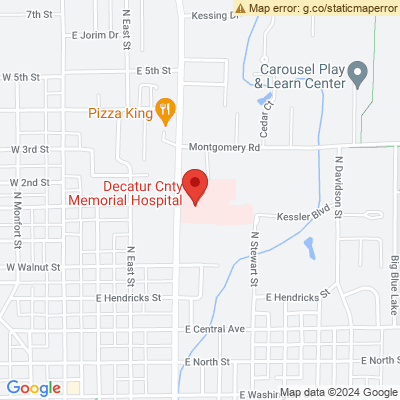 7th St
Kessing Dr
Map error: g.co/staticmaperror
E Jorim Dr
N East St
W 5th St
E 5th St
Carousel Play
& Learn Center
Pizza King
Cedar Ct
W 3rd St
Montgomery Rd
W 2nd St
Decatur Cnty
Memorial Hospital
N Davidson St
N Monfort St
Kessler Blvd
N Stewart St
N East St
W Walnut St
Big Blue Lake
E Hendricks St
E Hendricks St
E Central Ave
E North St
E North St
Google
E Washin
Map data ©2024 Google